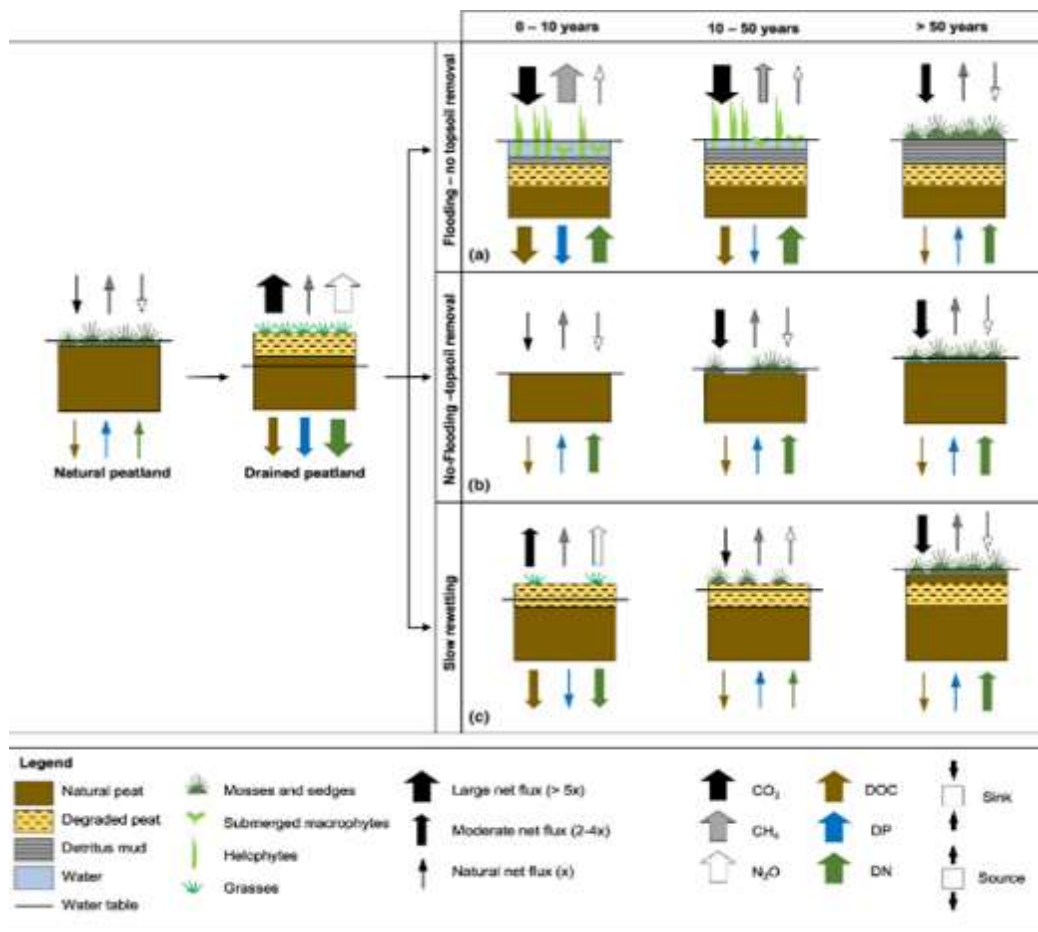 0 – 10 years
10 – 50 years
> 50 years
Flooding – no topsoil removal
(a)
Natural peatland
Drained peatland
No-Flooding –4topsoil removal
(b)
Slow rewetting
(c)
Legend
Natural peat
Degraded peat
Detritus mud
Water
Water table
Mosses and sedges
Submerged macrophytes
Helophytes
Grasses
Large net flux (> 5x)
Moderate net flux (2-4x)
Natural net flux (x)
CO₂
CH₄
N₂O
DOC
DP
DN
Sink
Source